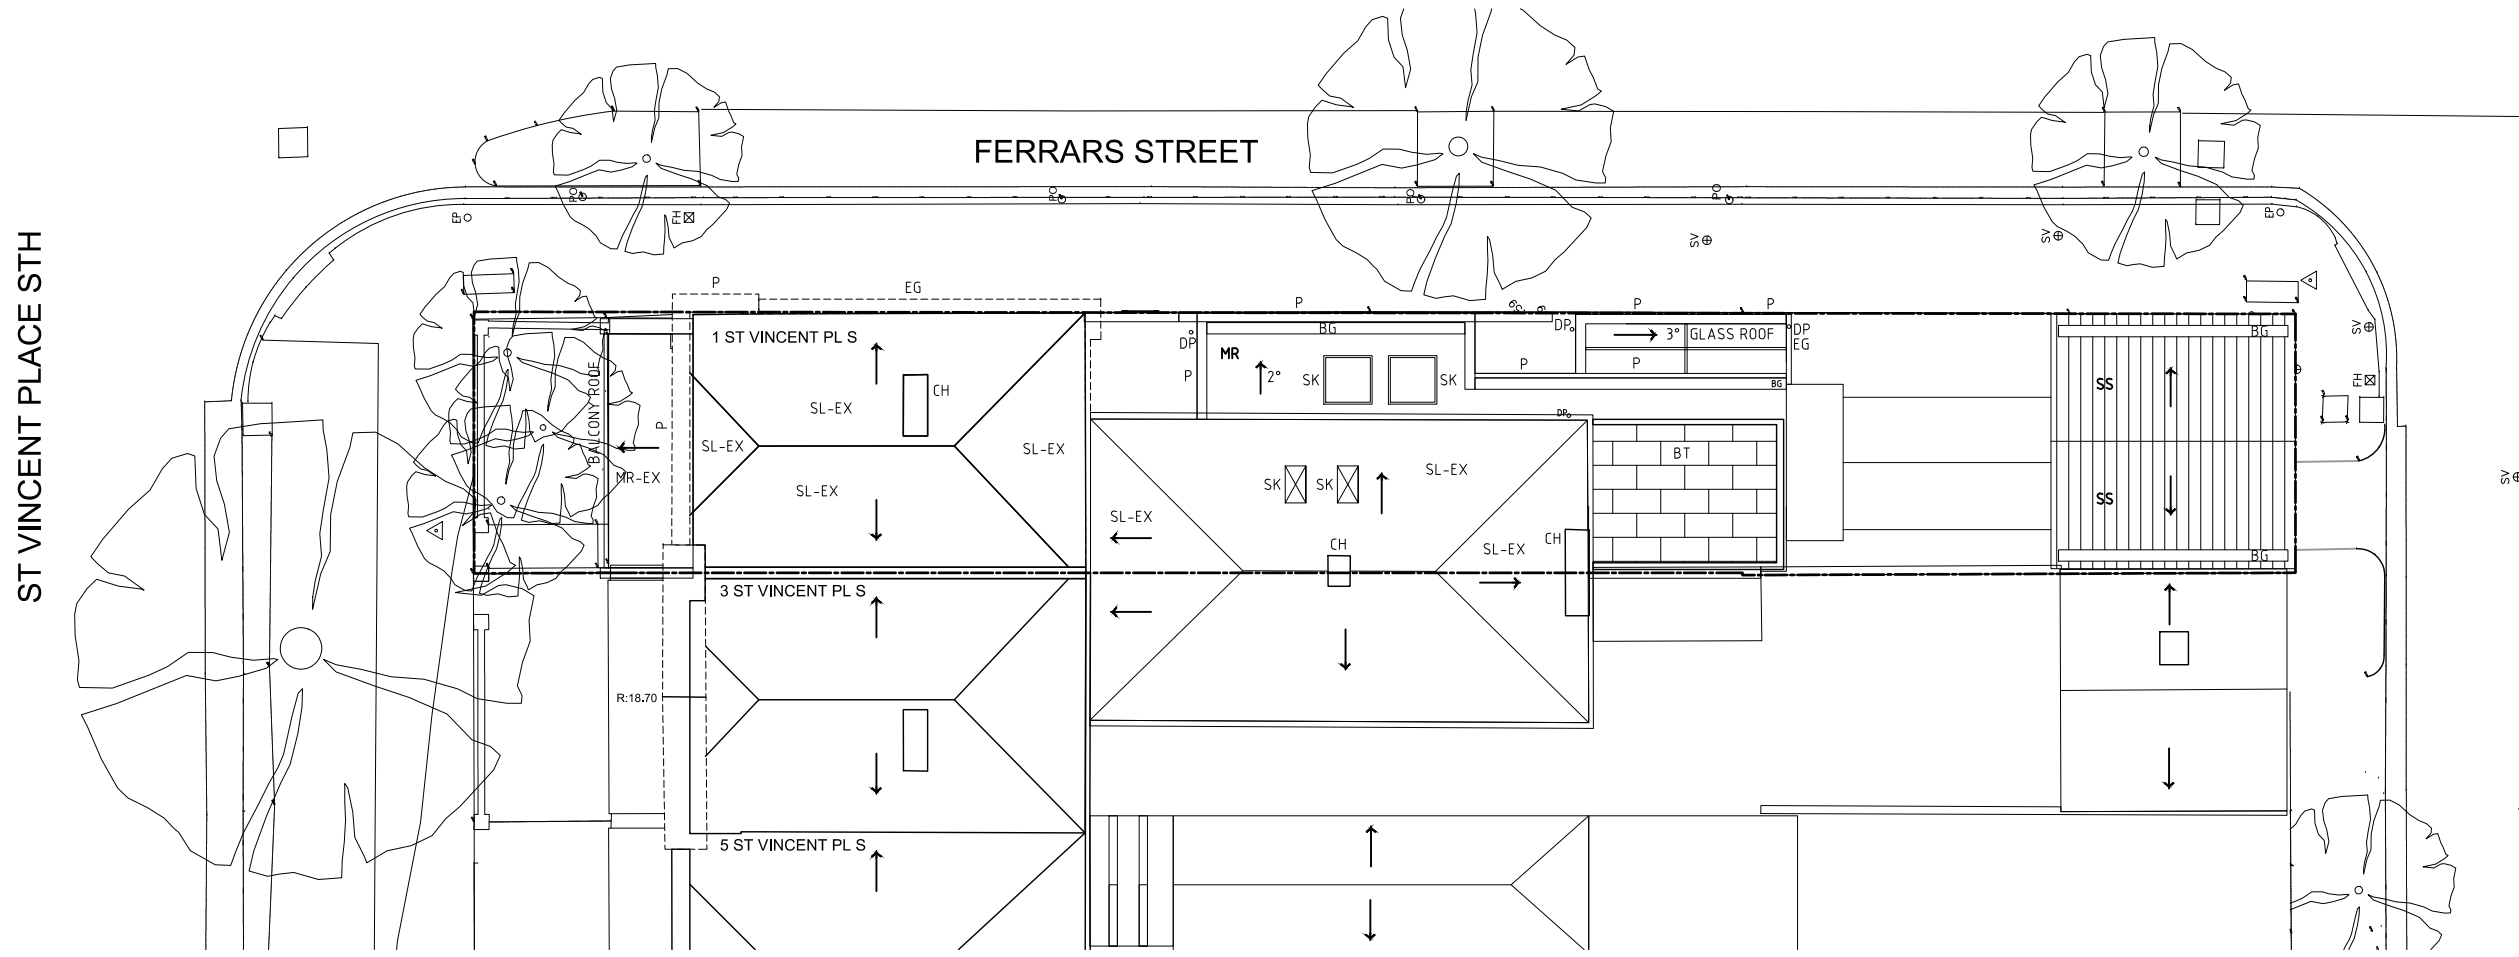 FERRARS STREET
ST VINCENT PLACE STH
PO
PO
PO
PO
EP
FH
EP
SV
SV
P
EG
P
P
P
1 ST VINCENT PL S
DP
BG
DP
3° GLASS ROOF
DP
EG
BG
SV
MR
2°
SK
SK
P
P
P
BG
SS
FH
CH
SL-EX
DP
BALCONY ROOF
P
SL-EX
SL-EX
SL-EX
BT
MR-EX
SL-EX
SK
SK
SL-EX
SS
SV
SL-EX
CH
SL-EX
CH
BG
3 ST VINCENT PL S
R:18.70
5 ST VINCENT PL S